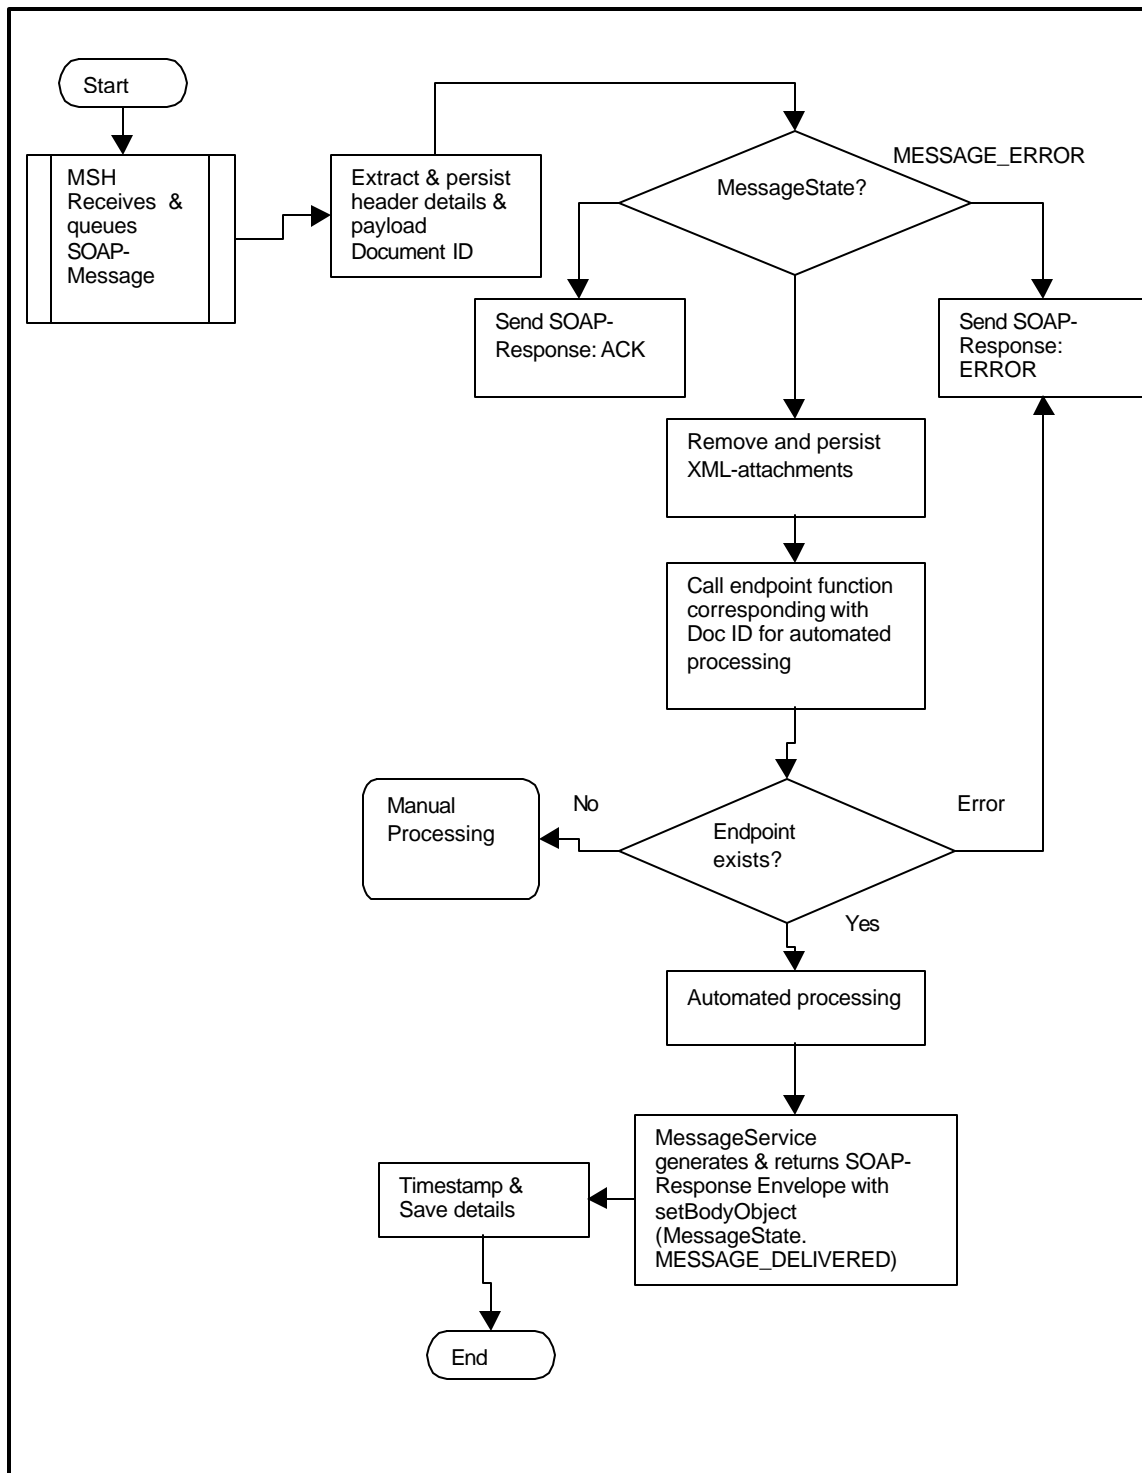 Start
MSH
Receives & 
queues
SOAP-
Message
Extract & persist
header details &
payload
Document ID
MessageState?
MESSAGE_ERROR
Send SOAP-
Response: ACK
Send SOAP-
Response:
ERROR
Remove and persist
XML-attachments
Call endpoint function
corresponding with
Doc ID for automated
processing
Manual
Processing
No
Endpoint
exists?
Error
Yes
Automated processing
MessageService
generates & returns SOAP-
Response Envelope with
setBodyObject
(MessageState.
MESSAGE_DELIVERED)
Timestamp &
Save details
End